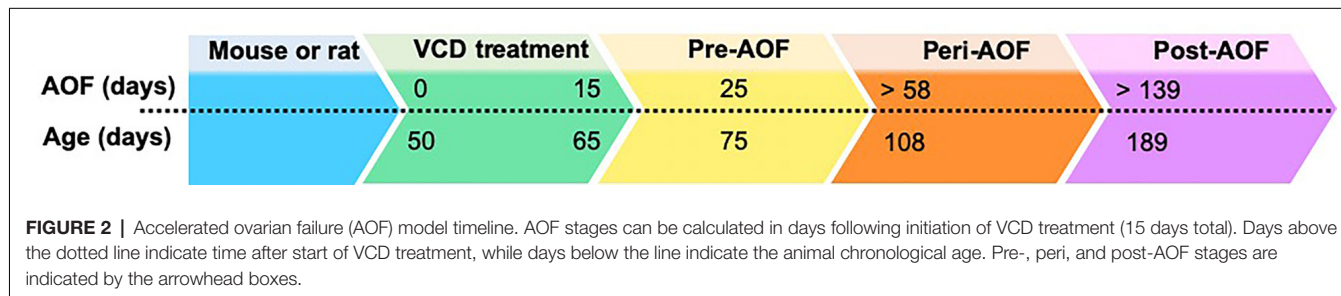 Mouse or rat VCD treatment Pre-AOF Peri-AOF Post-AOF
AOF (days) 0 15 25 > 58 > 139
Age (days) 50 65 75 108 189
FIGURE 2 | Accelerated ovarian failure (AOF) model timeline. AOF stages can be calculated in days following initiation of VCD treatment (15 days total). Days above
the dotted line indicate time after start of VCD treatment, while days below the line indicate the animal chronological age. Pre-, peri, and post-AOF stages are
indicated by the arrowhead boxes.